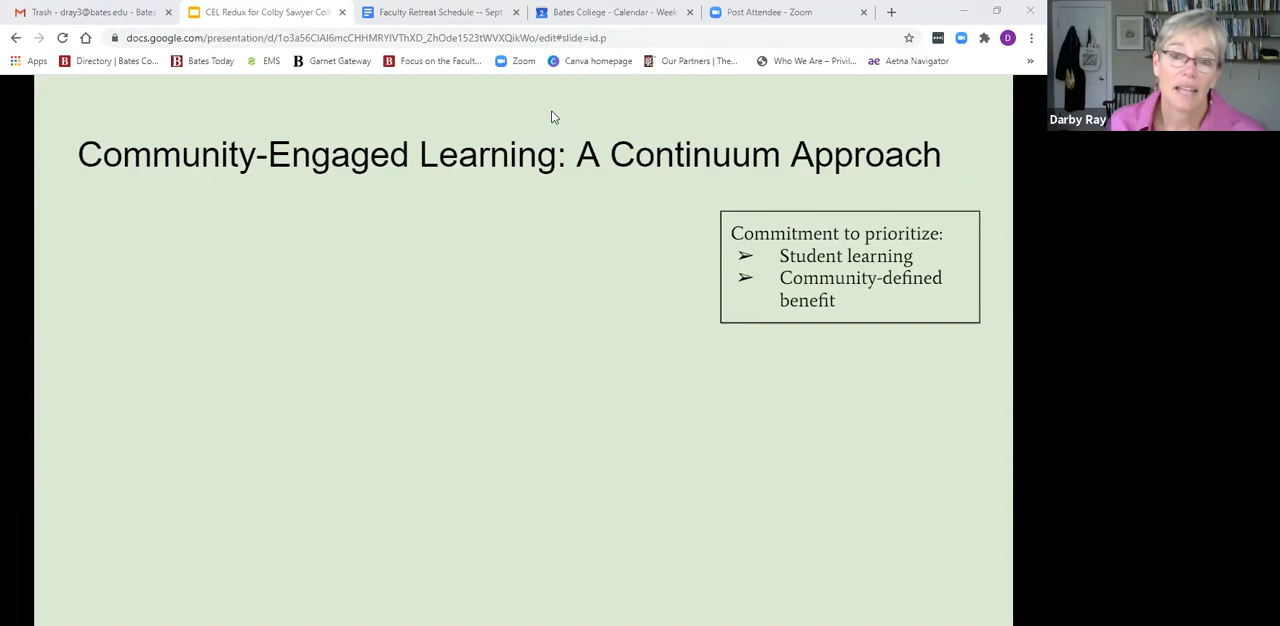 Trash - dray3@bates.edu - Bates
CEL Redux for Colby Sawyer Coll
Faculty Retreat Schedule -- Sept
2 Bates College - Calendar - Week
Post Attendee - Zoom
docs.google.com/presentation/d/1o3a56ClAI6mcCHHMRYIVThXD_ZhOde1523tWVXQikWo/edit#slide=id.p
D
Apps
B Directory | Bates Co...
B Bates Today
EMS
B Garnet Gateway
B Focus on the Facult...
Zoom
C Canva homepage
Our Partners | The...
Who We Are – Privil...
ae Aetna Navigator
»
Darby Ray
Community-Engaged Learning: A Continuum Approach
Commitment to prioritize:
➢ Student learning
➢ Community-defined
benefit